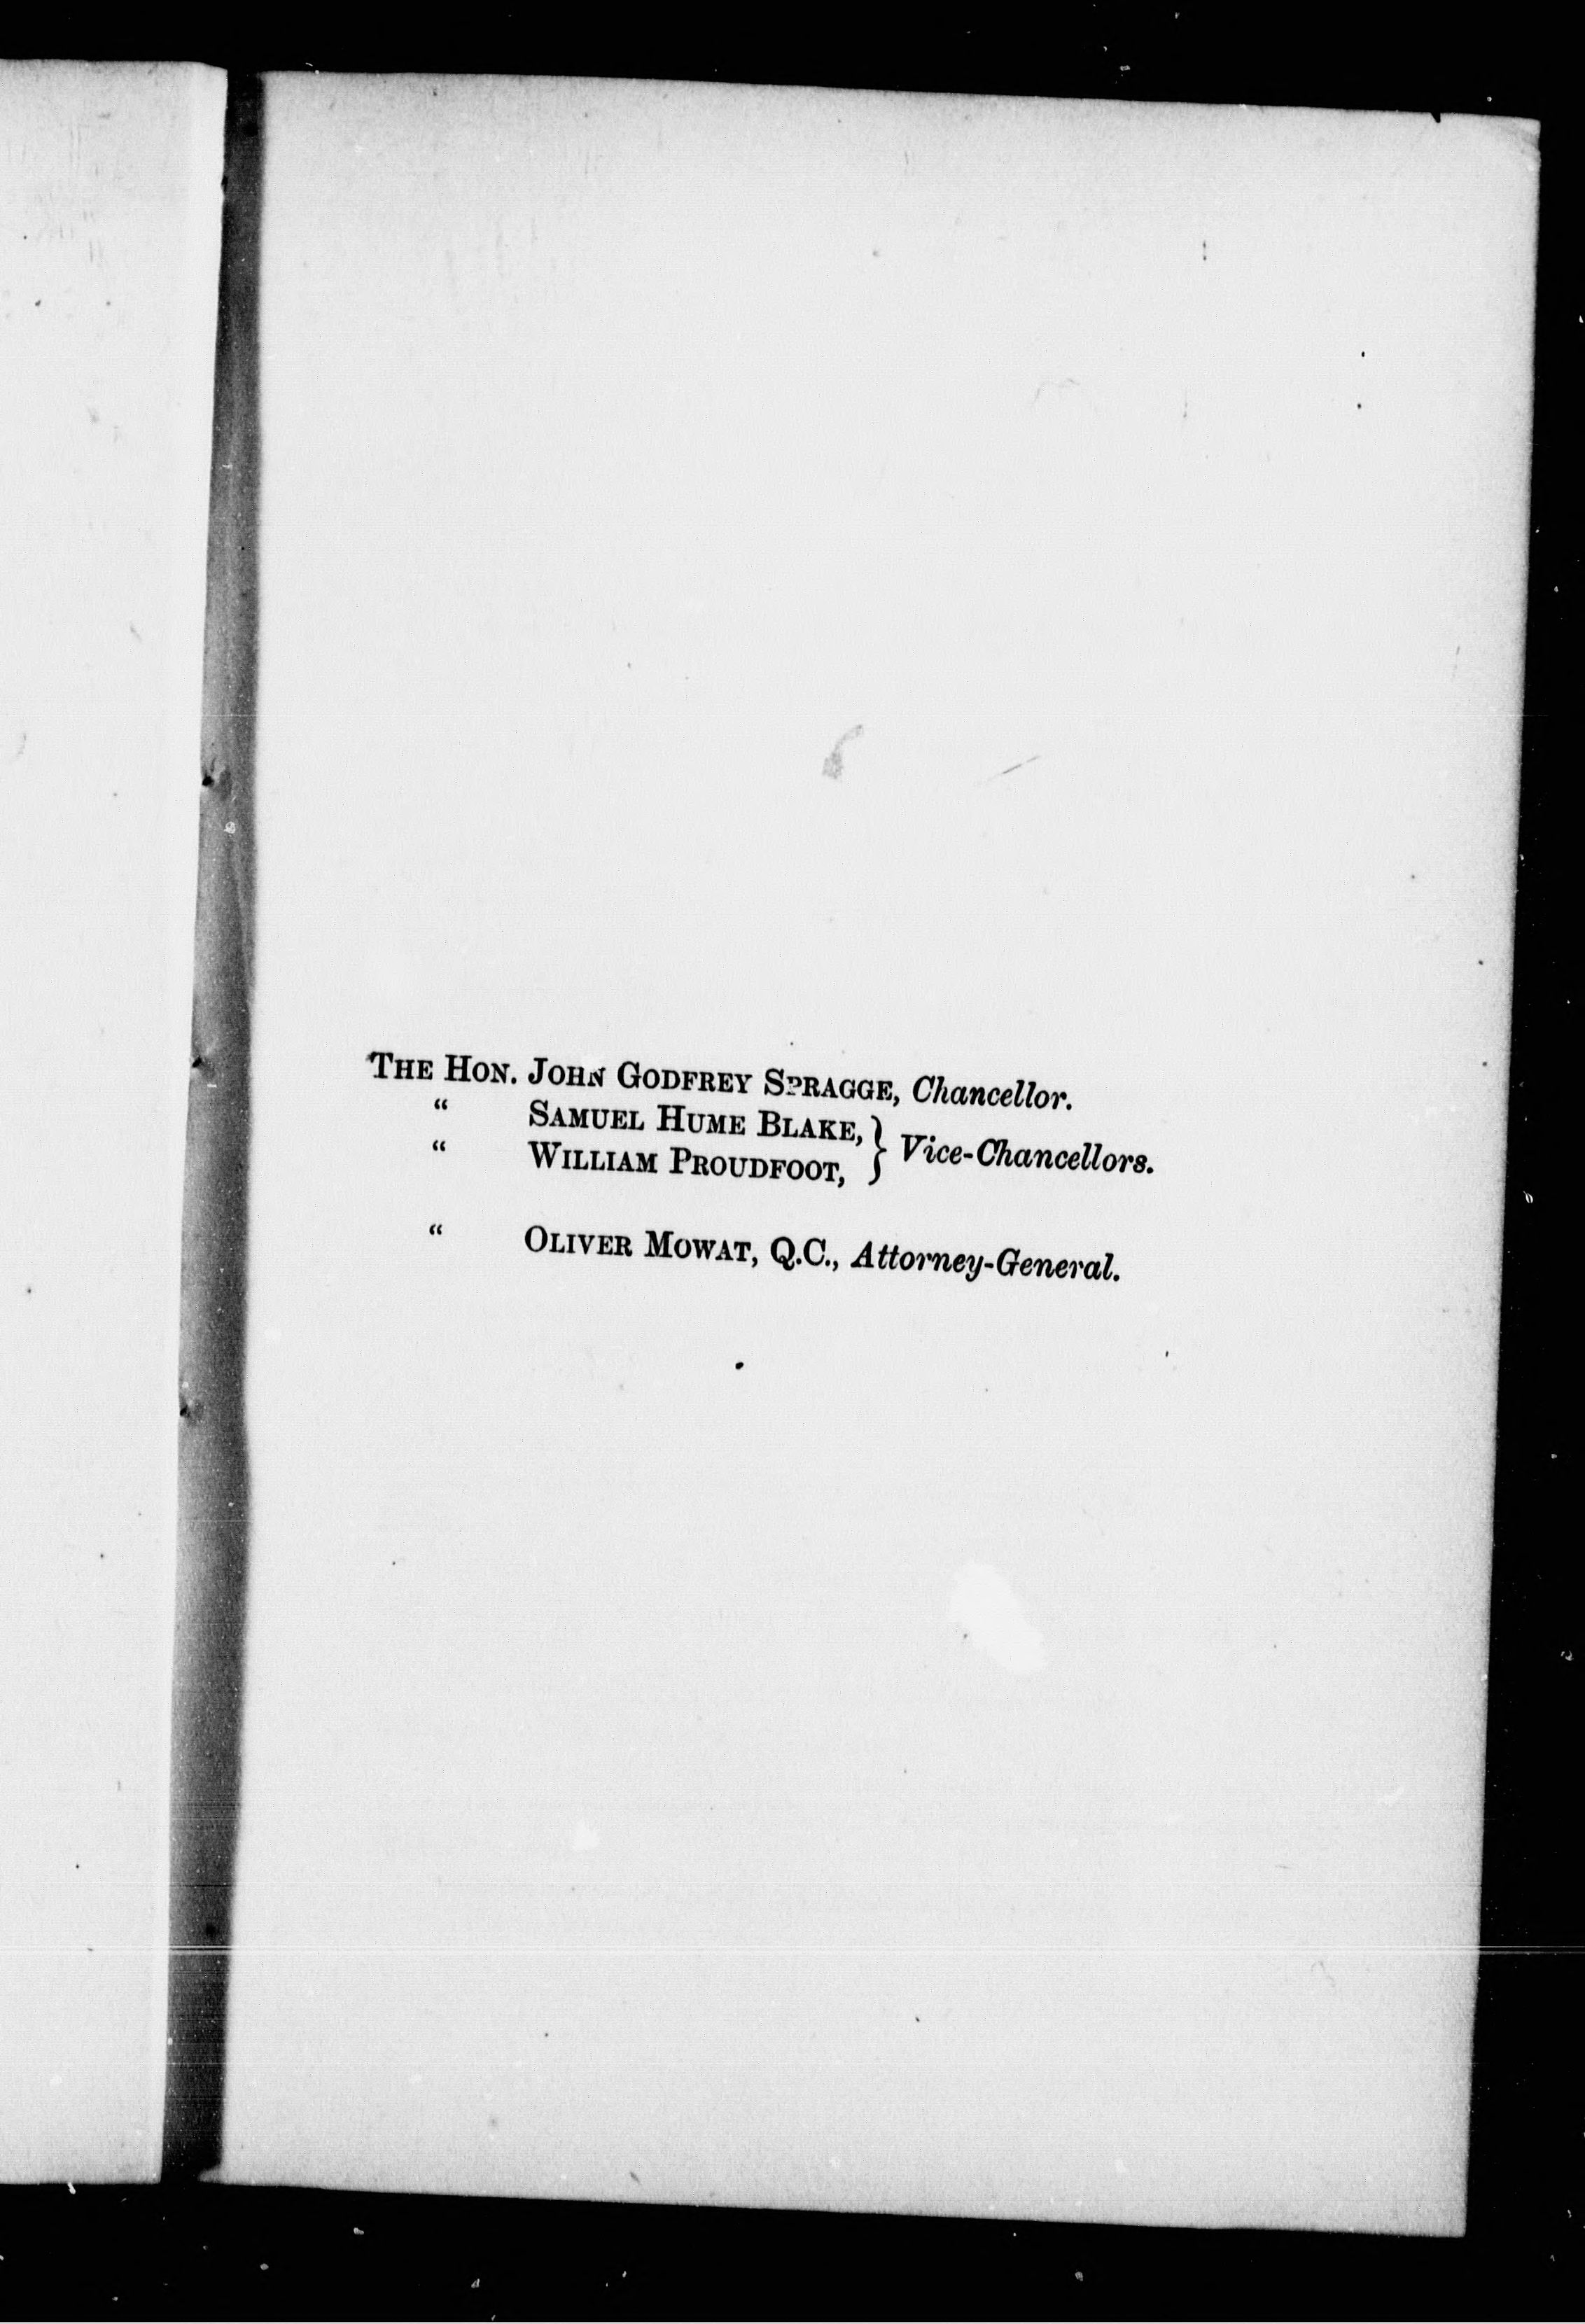 THE HON. JOHN GODFREY SPRAGGE, Chancellor.
“ SAMUEL HUME BLAKE, } Vice-Chancellors.
“ WILLIAM PROUDFOOT,
“ OLIVER MOWAT, Q.C., Attorney-General.